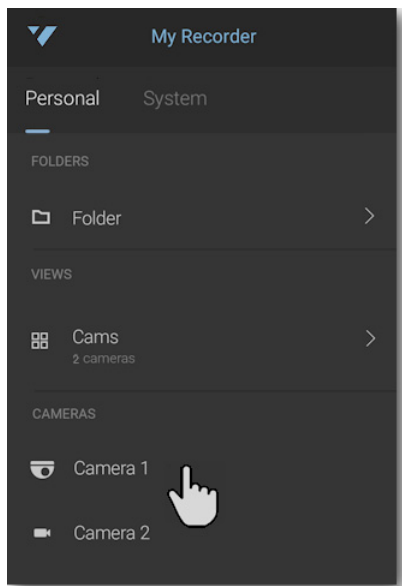 My Recorder
Personal System
FOLDERS
Folder
VIEWS
Cams
2 cameras
CAMERAS
Camera 1
Camera 2